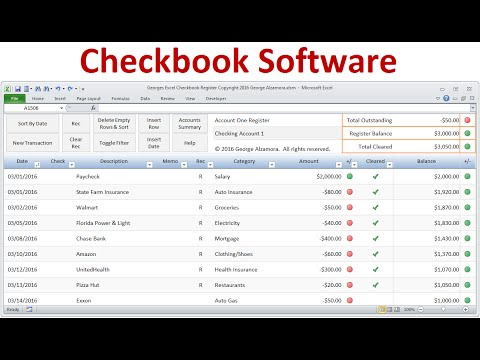 Checkbook Software
Georges Excel Checkbook Register Copyright 2016 George Alzamora.xlsm - Microsoft Excel
File Home Insert Page Layout Formulas Data Review View Developer
A1506
Sort By Date Rec Delete Empty Rows & Sort Insert Row Accounts Summary
New Transaction Clear Rec Toggle Filter Insert Date Help
Account One Register
Checking Account 1
© 2016 George Alzamora. All rights reserved.
Total Outstanding -$50.00
Register Balance $3,000.00
Total Cleared $3,050.00
Date Check Description Memo Rec Category Amount +/- Cleared Balance +/-
03/01/2016 Paycheck R Salary $2,000.00 $2,000.00
03/01/2016 State Farm Insurance R Auto Insurance -$80.00 $1,920.00
03/02/2016 Walmart R Groceries -$50.00 $1,870.00
03/05/2016 Florida Power & Light R Electricity -$40.00 $1,830.00
03/08/2016 Chase Bank R Mortgage -$400.00 $1,430.00
03/10/2016 Amazon R Clothing/Shoes -$60.00 $1,370.00
03/12/2016 UnitedHealth R Health Insurance -$300.00 $1,070.00
03/11/2016 Pizza Hut R Restaurants -$20.00 $1,050.00
03/14/2016 Exxon Auto Gas -$50.00 $1,000.00
Ready 100%